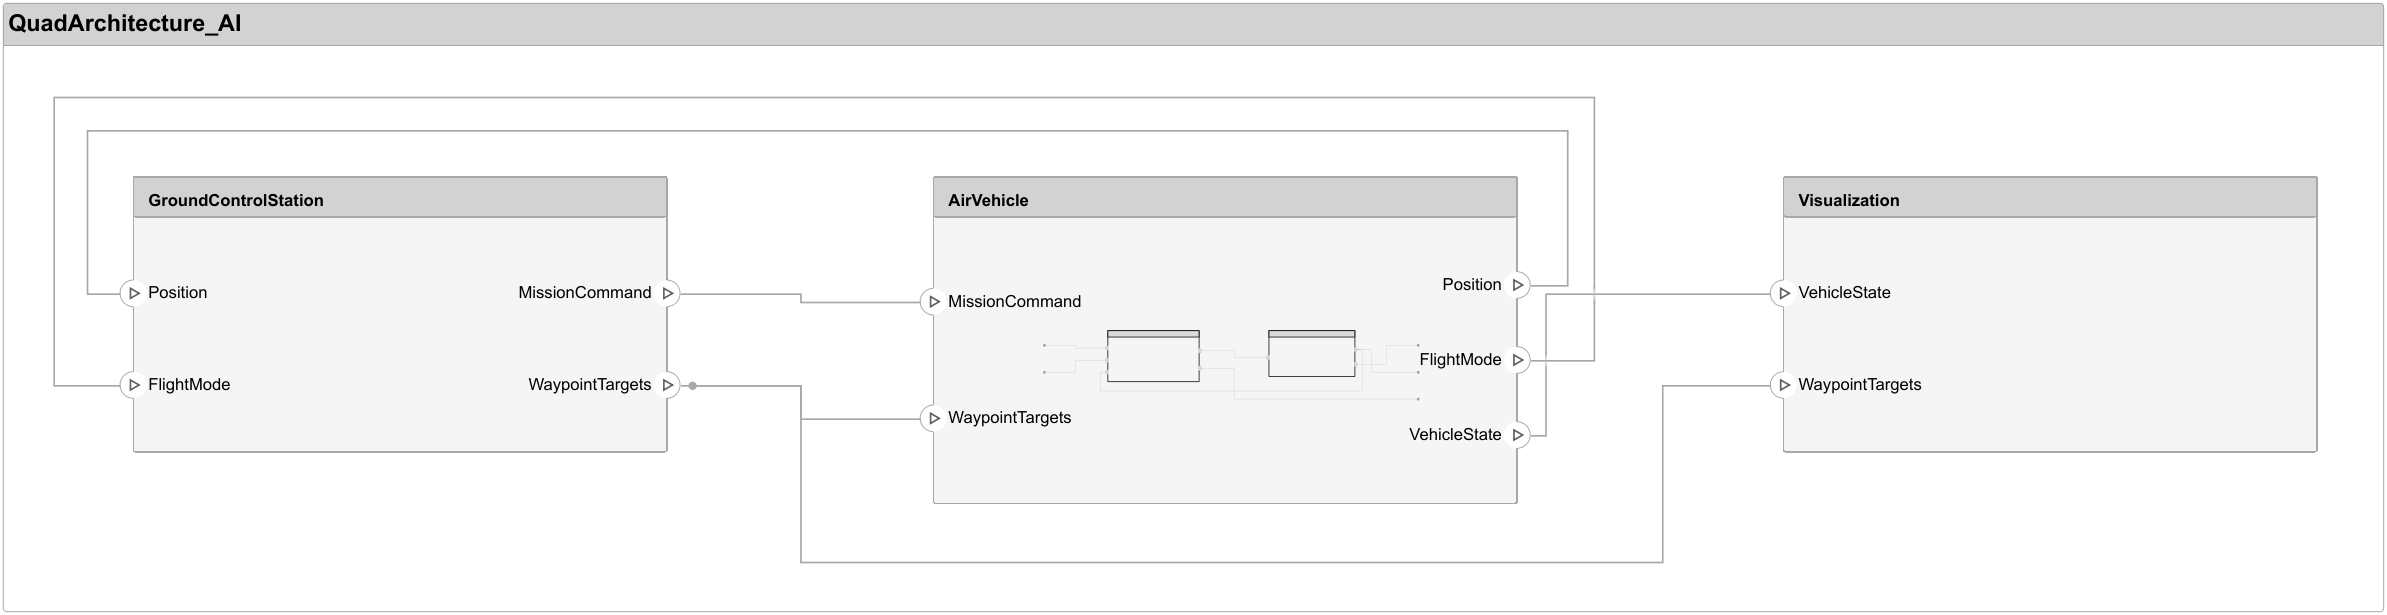 QuadArchitecture_AI
GroundControlStation
Position
MissionCommand
FlightMode
WaypointTargets
AirVehicle
MissionCommand
WaypointTargets
Position
FlightMode
VehicleState
Visualization
VehicleState
WaypointTargets